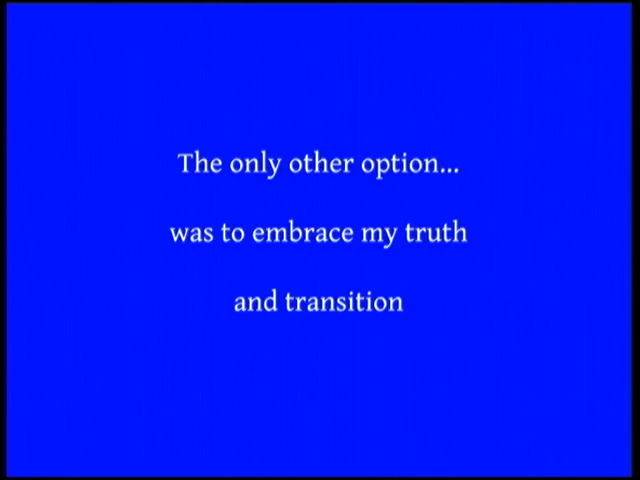 The only other option...
was to embrace my truth
and transition